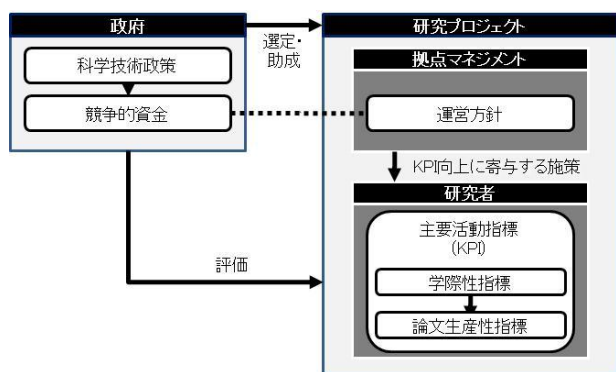 政府
科学技術政策
競争的資金
選定・
助成
評価
研究プロジェクト
拠点マネジメント
運営方針
KPI向上に寄与する施策
研究者
主要活動指標
(KPI)
学際性指標
論文生産性指標